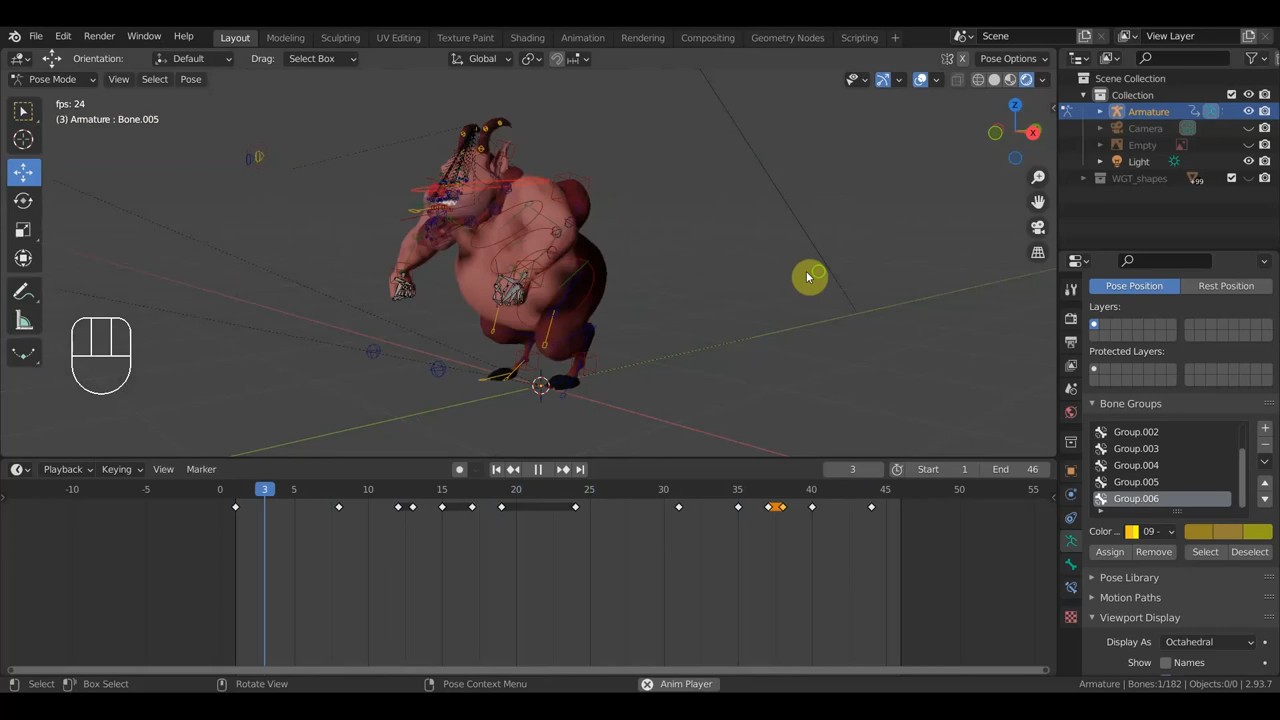 File Edit Render Window Help Layout Modeling Sculpting UV Editing Texture Paint Shading Animation Rendering Compositing Geometry Nodes Scripting + Scene View Layer
Orientation: Default Drag: Select Box Global X Pose Options
Pose Mode View Select Pose
fps: 24
(3) Armature : Bone.005
Z
X
Scene Collection
Collection
Armature
Camera
Empty
Light
WGT_shapes 99
Pose Position Rest Position
Layers:
Protected Layers:
Bone Groups
Group.002
Group.003
Group.004
Group.005
Group.006
Color ... 09 -
Assign Remove Select Deselect
Pose Library
Motion Paths
Viewport Display
Display As Octahedral
Show Names
Playback Keying View Marker 3 Start 1 End 46
-10 -5 0 3 5 10 15 20 25 30 35 40 45 50 55
Select Box Select Rotate View Pose Context Menu Anim Player Armature | Bones:1/182 | Objects:0/0 | 2.93.7